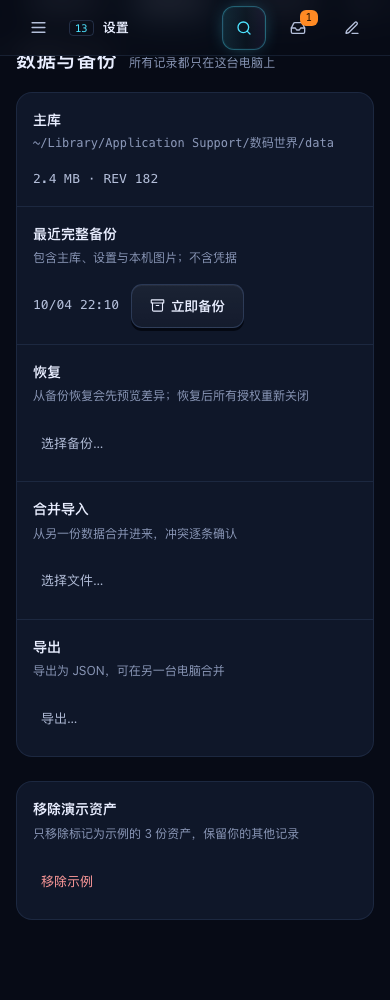 13 设置
1
数据与备份 所有记录都只在这台电脑上
主库
~/Library/Application Support/数码世界/data
2.4 MB · REV 182
最近完整备份
包含主库、设置与本机图片；不含凭据
10/04 22:10 立即备份
恢复
从备份恢复会先预览差异；恢复后所有授权重新关闭
选择备份…
合并导入
从另一份数据合并进来，冲突逐条确认
选择文件…
导出
导出为 JSON，可在另一台电脑合并
导出…
移除演示资产
只移除标记为示例的 3 份资产，保留你的其他记录
移除示例